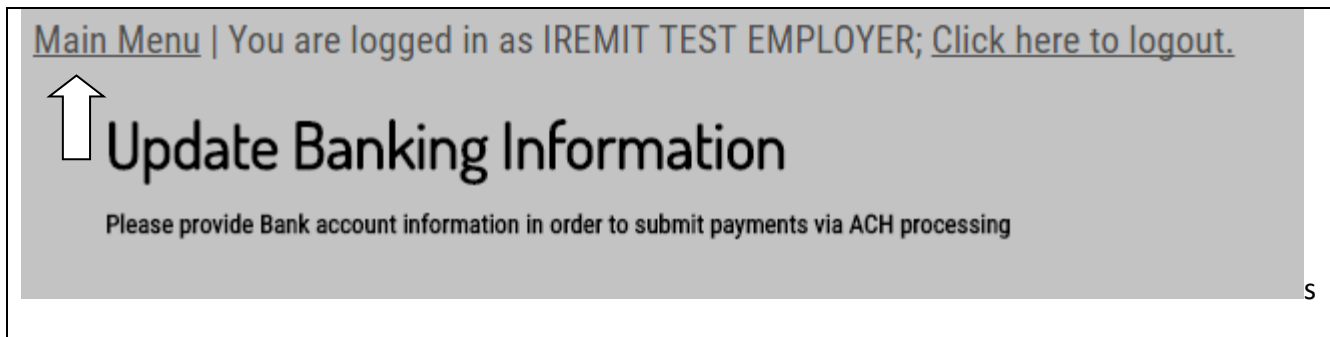 Main Menu | You are logged in as IREMIT TEST EMPLOYER; Click here to logout.
Update Banking Information
Please provide Bank account information in order to submit payments via ACH processing
s